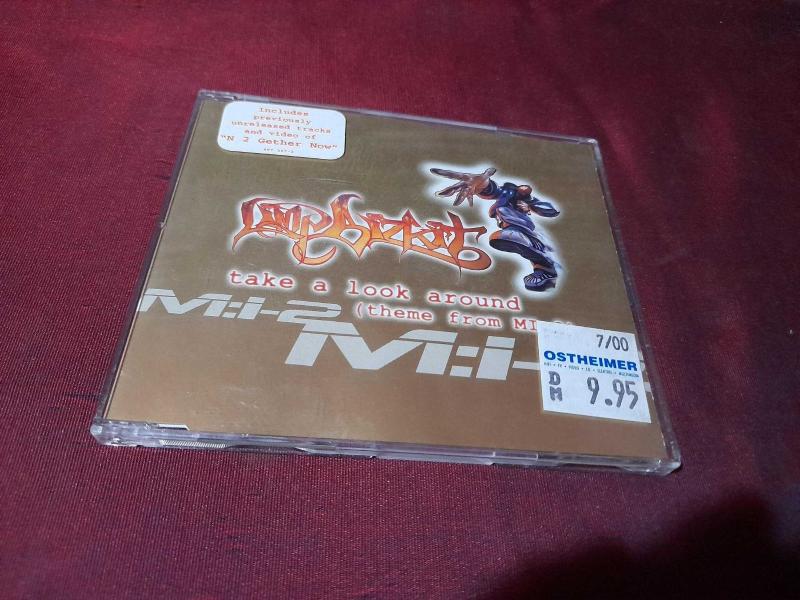 Includes
previously
unreleased tracks
and video of
"N 2 Gether Now"
limp bizkit
take a look around
(theme from MI
M:I-2
M:I-
7/00
OSTHEIMER
DM 9.95